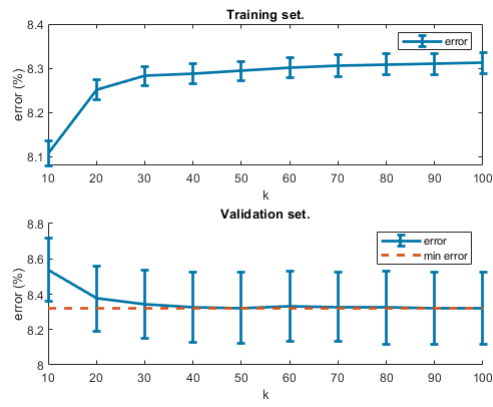 Training set.
8.4
8.3
8.2
8.1
error (%)
error
10 20 30 40 50 60 70 80 90 100
k
Validation set.
8.8
8.6
8.4
8.2
8
error (%)
error
min error
10 20 30 40 50 60 70 80 90 100
k